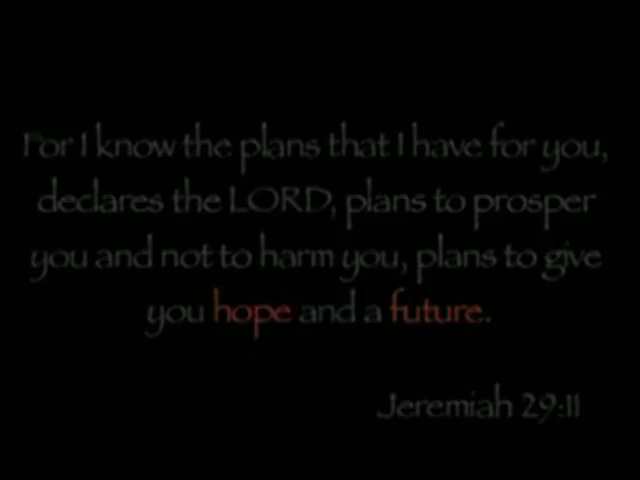 For I know the plans that I have for you,
declares the LORD, plans to prosper
you and not to harm you, plans to give
you hope and a future.
Jeremiah 29:11